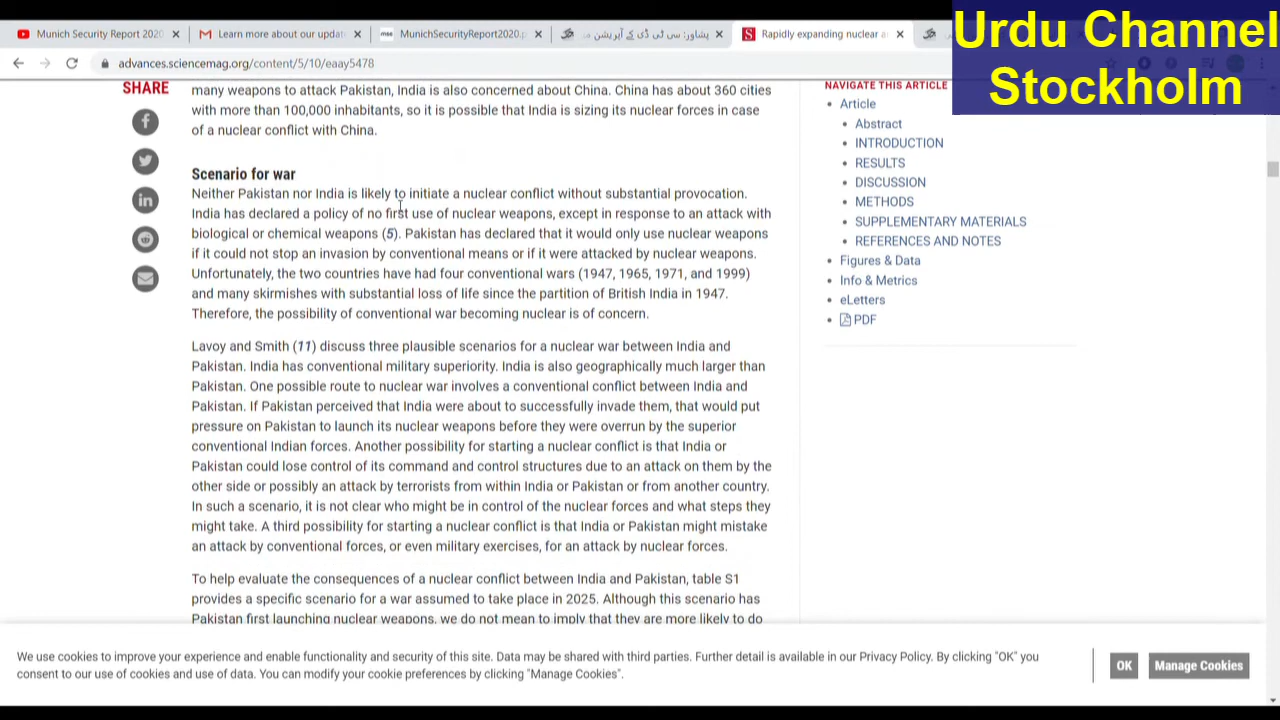 Urdu Channel
Stockholm
Munich Security Report 2020
Learn more about our upda
MunichSecurityReport2020.p
پشاور: سی ٹی ڈی کے آپریشن
Rapidly expanding nuclear a
advances.sciencemag.org/content/5/10/eaay5478
SHARE
many weapons to attack Pakistan, India is also concerned about China. China has about 360 cities
with more than 100,000 inhabitants, so it is possible that India is sizing its nuclear forces in case
of a nuclear conflict with China.
Scenario for war
Neither Pakistan nor India is likely to initiate a nuclear conflict without substantial provocation.
India has declared a policy of no first use of nuclear weapons, except in response to an attack with
biological or chemical weapons (5). Pakistan has declared that it would only use nuclear weapons
if it could not stop an invasion by conventional means or if it were attacked by nuclear weapons.
Unfortunately, the two countries have had four conventional wars (1947, 1965, 1971, and 1999)
and many skirmishes with substantial loss of life since the partition of British India in 1947.
Therefore, the possibility of conventional war becoming nuclear is of concern.
Lavoy and Smith (11) discuss three plausible scenarios for a nuclear war between India and
Pakistan. India has conventional military superiority. India is also geographically much larger than
Pakistan. One possible route to nuclear war involves a conventional conflict between India and
Pakistan. If Pakistan perceived that India were about to successfully invade them, that would put
pressure on Pakistan to launch its nuclear weapons before they were overrun by the superior
conventional Indian forces. Another possibility for starting a nuclear conflict is that India or
Pakistan could lose control of its command and control structures due to an attack on them by the
other side or possibly an attack by terrorists from within India or Pakistan or from another country.
In such a scenario, it is not clear who might be in control of the nuclear forces and what steps they
might take. A third possibility for starting a nuclear conflict is that India or Pakistan might mistake
an attack by conventional forces, or even military exercises, for an attack by nuclear forces.
To help evaluate the consequences of a nuclear conflict between India and Pakistan, table S1
provides a specific scenario for a war assumed to take place in 2025. Although this scenario has
Pakistan first launching nuclear weapons, we do not mean to imply that they are more likely to do
NAVIGATE THIS ARTICLE
Article
Abstract
INTRODUCTION
RESULTS
DISCUSSION
METHODS
SUPPLEMENTARY MATERIALS
REFERENCES AND NOTES
Figures & Data
Info & Metrics
eLetters
PDF
We use cookies to improve your experience and enable functionality and security of this site. Data may be shared with third parties. Further detail is available in our Privacy Policy. By clicking "OK" you
consent to our use of cookies and use of data. You can modify your cookie preferences by clicking "Manage Cookies".
OK
Manage Cookies